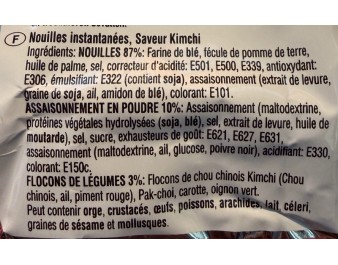 Ⓕ Nouilles instantanées, Saveur Kimchi
Ingrédients: NOUILLES 87%: Farine de blé, fécule de pomme de terre,
huile de palme, sel, correcteur d'acidité: E501, E500, E339, antioxydant:
E306, émulsifiant: E322 (contient soja), assaisonnement (extrait de levure,
graine de soja, ail, amidon de blé), colorant: E101.
ASSAISONNEMENT EN POUDRE 10%: Assaisonnement (maltodextrine,
protéines végétales hydrolysées (soja, blé), sel, extrait de levure, huile de
moutarde), sel, sucre, exhausteurs de goût: E621, E627, E631,
assaisonnement (maltodextrine, ail, glucose, poivre noir), acidifiant: E330,
colorant: E150c.
FLOCONS DE LÉGUMES 3%: Flocons de chou chinois Kimchi (Chou
chinois, ail, piment rouge), Pak-choi, carotte, oignon vert.
Peut contenir orge, crustacés, œufs, poissons, arachides, lait, céleri,
graines de sésame et mollusques.